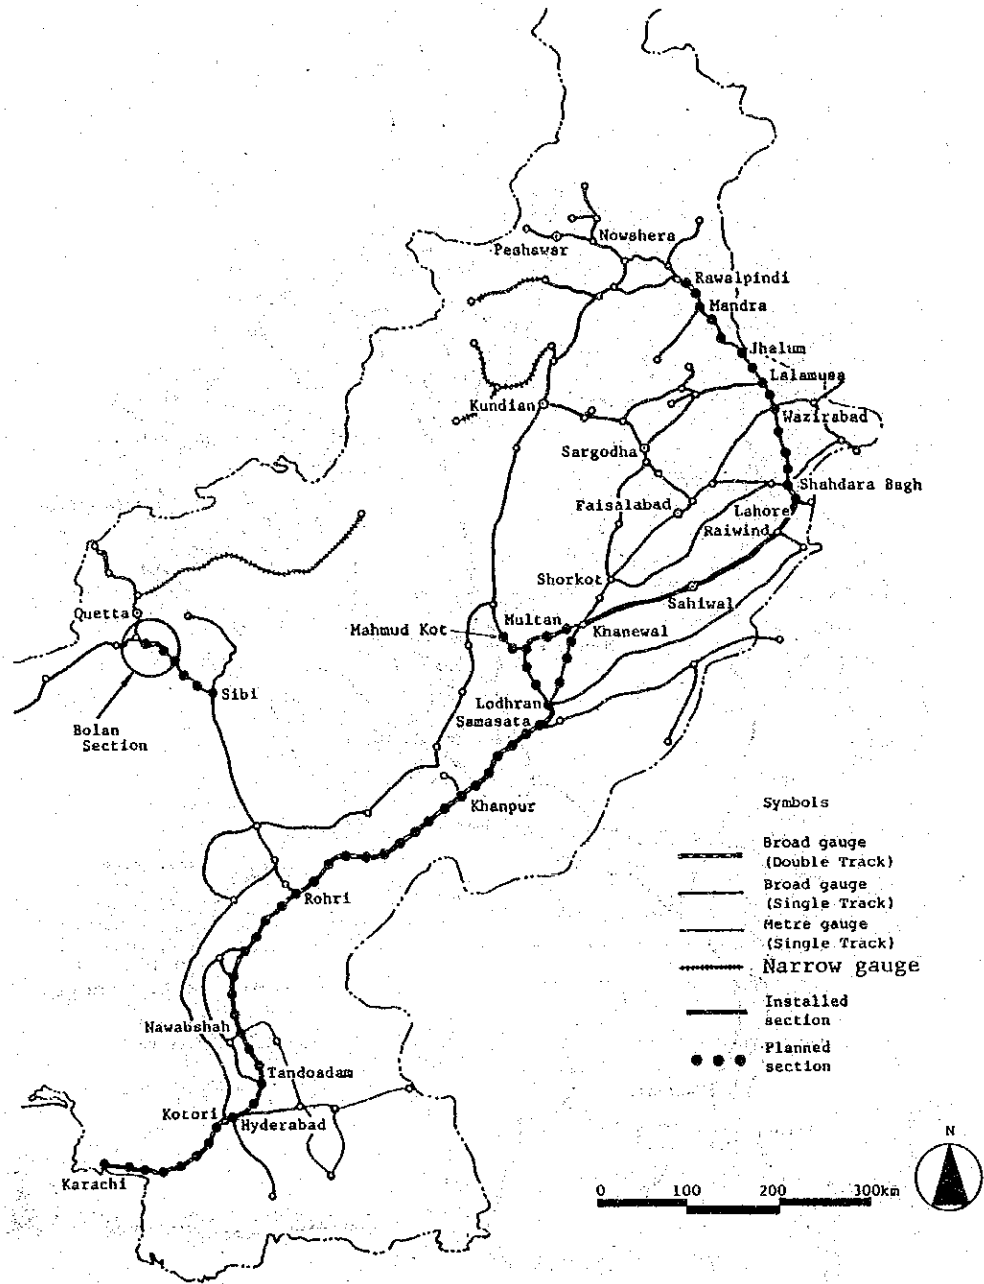 Nowshera
Peshawar
Rawalpindi
Mandra
Jhalum
Lalamusa
Kundian
Wazirabad
Sargodha
Shahdara Bagh
Faisalabad
Lahore
Raiwind
Shorkot
Sahiwal
Quetta
Multan
Mahmud Kot
Khanewal
Sibi
Lodhran
Samasata
Bolan
Section
Khanpur
Symbols
Broad gauge
(Double Track)
Broad gauge
(Single Track)
Metre gauge
(Single Track)
Narrow gauge
Installed
section
Planned
section
Rohri
Nawabshah
Tandoadam
Kotori
Hyderabad
Karachi
N
0 100 200 300km